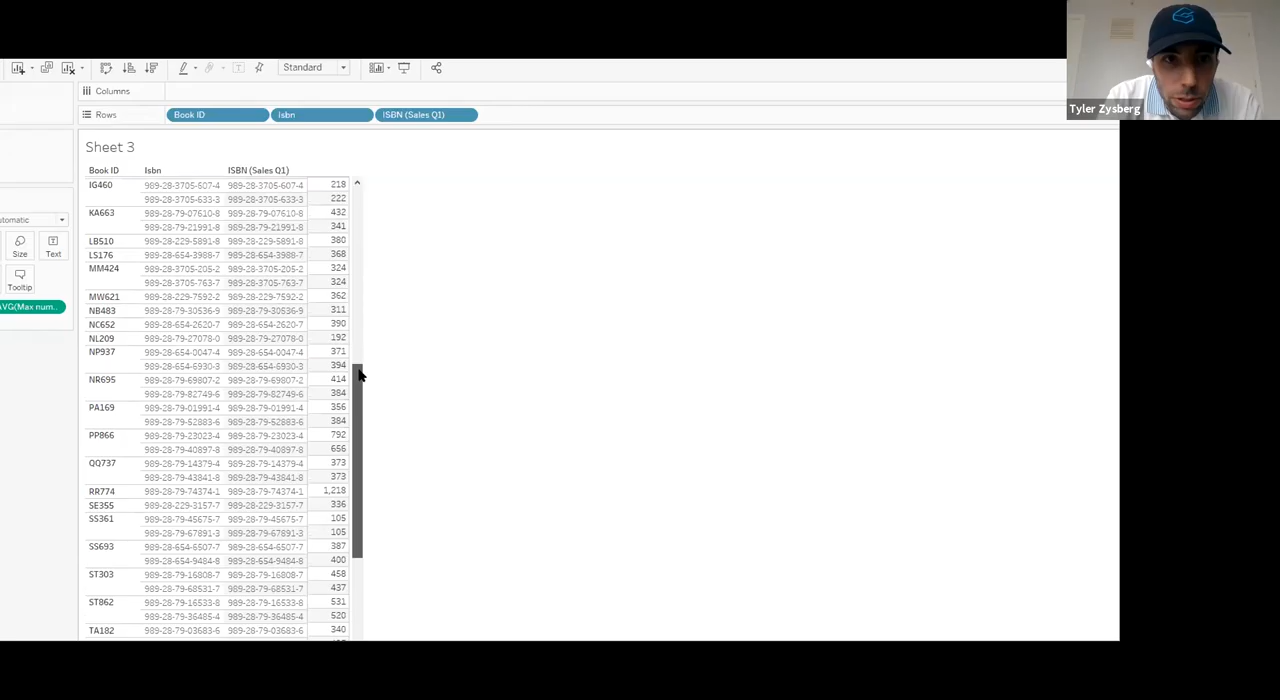 Standard
Columns
Rows Book ID Isbn ISBN (Sales Q1)
Tyler Zysberg
Sheet 3
Book ID Isbn ISBN (Sales Q1)
IG460 989-28-3705-607-4 989-28-3705-607-4 218
989-28-3705-633-3 989-28-3705-633-3 222
KA663 989-28-79-07610-8 989-28-79-07610-8 432
989-28-79-21991-8 989-28-79-21991-8 341
LB510 989-28-229-5891-8 989-28-229-5891-8 380
LS176 989-28-654-3988-7 989-28-654-3988-7 368
MM424 989-28-3705-205-2 989-28-3705-205-2 324
989-28-3705-763-7 989-28-3705-763-7 324
MW621 989-28-229-7592-2 989-28-229-7592-2 362
NB483 989-28-79-30536-9 989-28-79-30536-9 311
NC652 989-28-654-2620-7 989-28-654-2620-7 390
NL209 989-28-79-27078-0 989-28-79-27078-0 192
NP937 989-28-654-0047-4 989-28-654-0047-4 371
989-28-654-6930-3 989-28-654-6930-3 394
NR695 989-28-79-69807-2 989-28-79-69807-2 414
989-28-79-82749-6 989-28-79-82749-6 384
PA169 989-28-79-01991-4 989-28-79-01991-4 356
989-28-79-52883-6 989-28-79-52883-6 384
PP866 989-28-79-23023-4 989-28-79-23023-4 792
989-28-79-40897-8 989-28-79-40897-8 656
QQ737 989-28-79-14379-4 989-28-79-14379-4 373
989-28-79-43841-8 989-28-79-43841-8 373
RR774 989-28-79-74374-1 989-28-79-74374-1 1,218
SE355 989-28-229-3157-7 989-28-229-3157-7 336
SS361 989-28-79-45675-7 989-28-79-45675-7 105
989-28-79-67891-3 989-28-79-67891-3 105
SS693 989-28-654-6507-7 989-28-654-6507-7 387
989-28-654-9484-8 989-28-654-9484-8 400
ST303 989-28-79-16808-7 989-28-79-16808-7 458
989-28-79-68531-7 989-28-79-68531-7 437
ST862 989-28-79-16533-8 989-28-79-16533-8 531
989-28-79-36485-4 989-28-79-36485-4 520
TA182 989-28-79-03683-6 989-28-79-03683-6 340
utomatic
Size Text
Tooltip
VG(Max num..